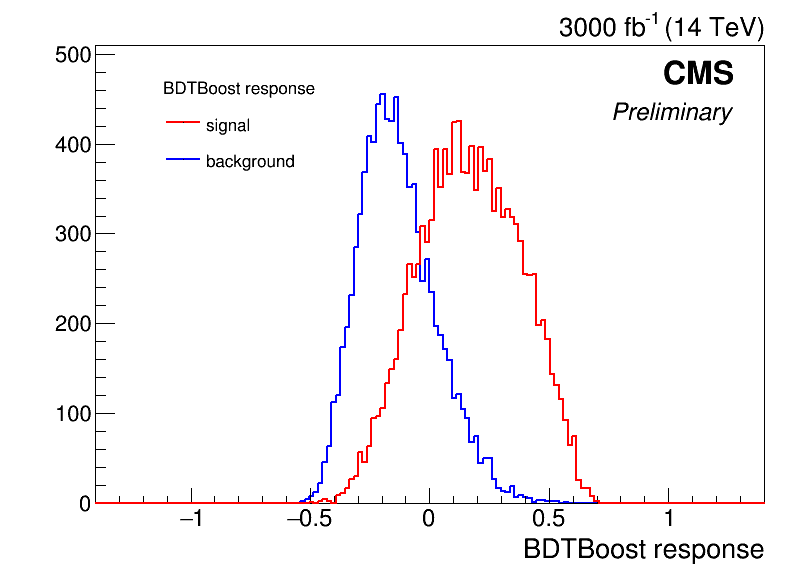 3000 fb-1 (14 TeV)
CMS
Preliminary
BDTBoost response
signal
background
500
400
300
200
100
0
−1 −0.5 0 0.5 1
BDTBoost response